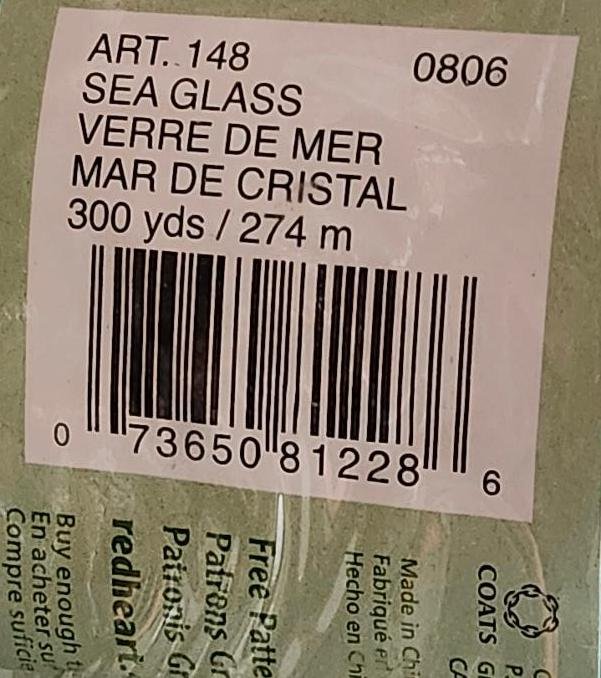 ART. 148
0806
SEA GLASS
VERRE DE MER
MAR DE CRISTAL
300 yds / 274 m
0 73650 81228 6
COATS
Made in
Fabriqué
Hecho en
Free
Patrons
redheart.
Buy enough
En acheter
Compre